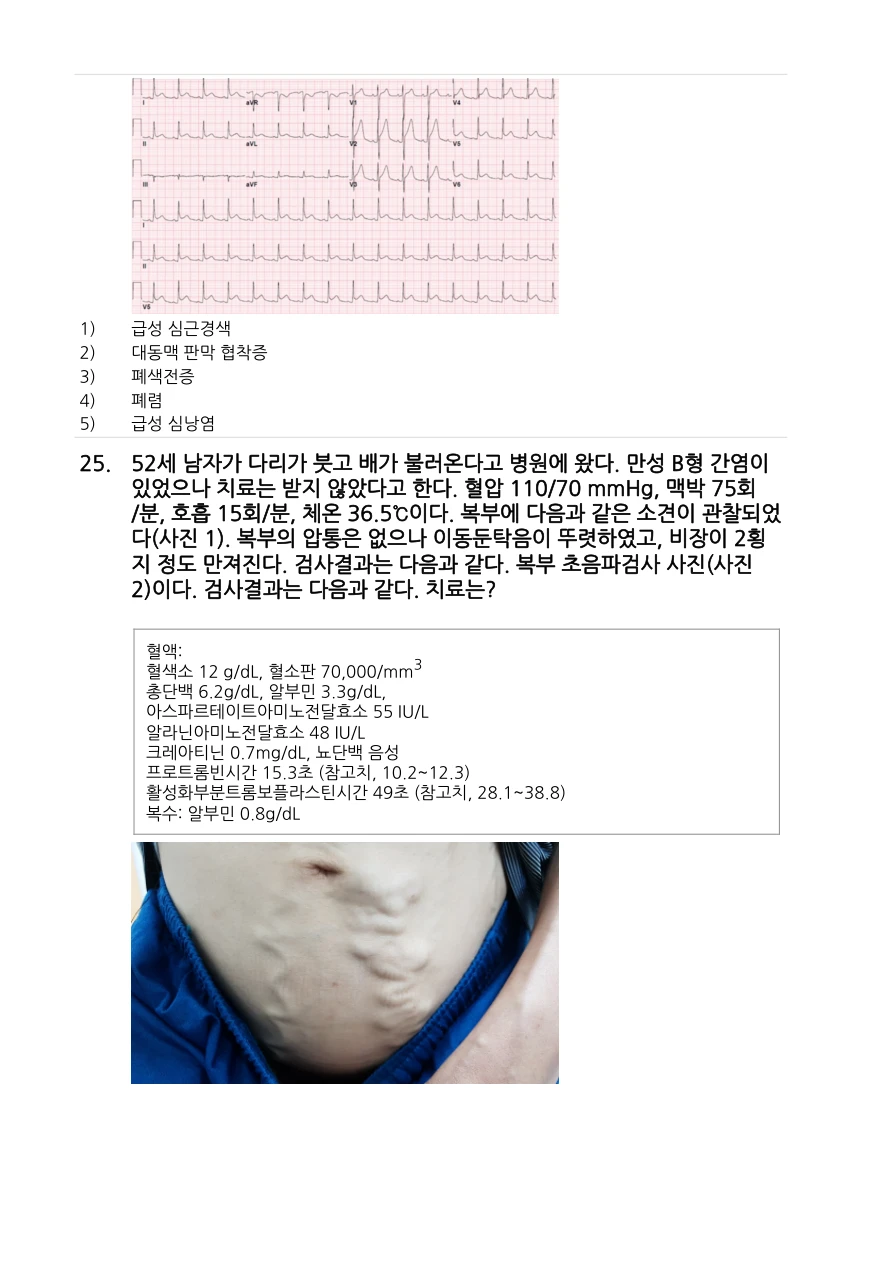 I aVR V1 V4
II aVL V2 V5
III aVF V3 V6
I
II
V5
1) 급성 심근경색
2) 대동맥 판막 협착증
3) 폐색전증
4) 폐렴
5) 급성 심낭염
25. 52세 남자가 다리가 붓고 배가 불러온다고 병원에 왔다. 만성 B형 간염이
있었으나 치료는 받지 않았다고 한다. 혈압 110/70 mmHg, 맥박 75회
/분, 호흡 15회/분, 체온 36.5℃이다. 복부에 다음과 같은 소견이 관찰되었
다(사진 1). 복부의 압통은 없으나 이동둔탁음이 뚜렷하였고, 비장이 2횡
지 정도 만져진다. 검사결과는 다음과 같다. 복부 초음파검사 사진(사진
2)이다. 검사결과는 다음과 같다. 치료는?
혈액:
혈색소 12 g/dL, 혈소판 70,000/mm3
총단백 6.2g/dL, 알부민 3.3g/dL,
아스파르테이트아미노전달효소 55 IU/L
알라닌아미노전달효소 48 IU/L
크레아티닌 0.7mg/dL, 뇨단백 음성
프로트롬빈시간 15.3초 (참고치, 10.2~12.3)
활성화부분트롬보플라스틴시간 49초 (참고치, 28.1~38.8)
복수: 알부민 0.8g/dL